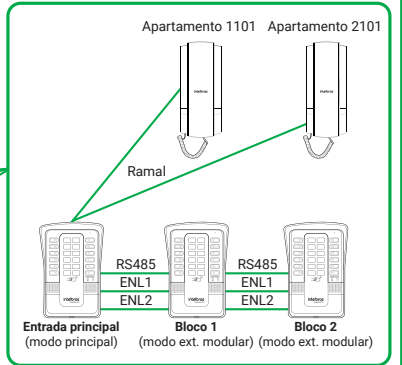 Apartamento 1101 Apartamento 2101
intelbras intelbras
Ramal
RS485 RS485
ENL1 ENL1
ENL2 ENL2
intelbras intelbras intelbras
Entrada principal Bloco 1 Bloco 2
(modo principal) (modo ext. modular) (modo ext. modular)